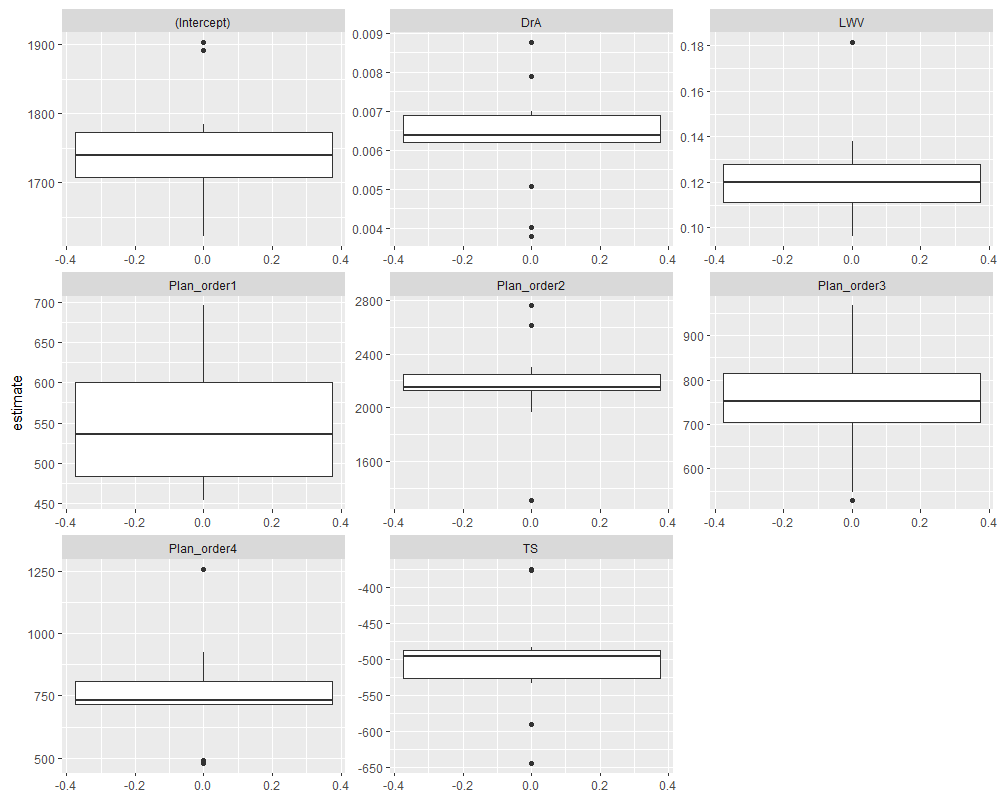 (Intercept) DrA LWV
1900 0.009 0.18
0.008 0.16
1800 0.007 0.14
0.006
1700 0.12
0.005
0.004 0.10
-0.4 -0.2 0.0 0.2 0.4 -0.4 -0.2 0.0 0.2 0.4 -0.4 -0.2 0.0 0.2 0.4
Plan_order1 Plan_order2 Plan_order3
700 2800
650 900
2400
600 800
550 2000 700
500 1600 600
450
-0.4 -0.2 0.0 0.2 0.4 -0.4 -0.2 0.0 0.2 0.4 -0.4 -0.2 0.0 0.2 0.4
estimate
Plan_order4 TS
1250 -400
1000 -450
-500
750 -550
-600
500 -650
-0.4 -0.2 0.0 0.2 0.4 -0.4 -0.2 0.0 0.2 0.4